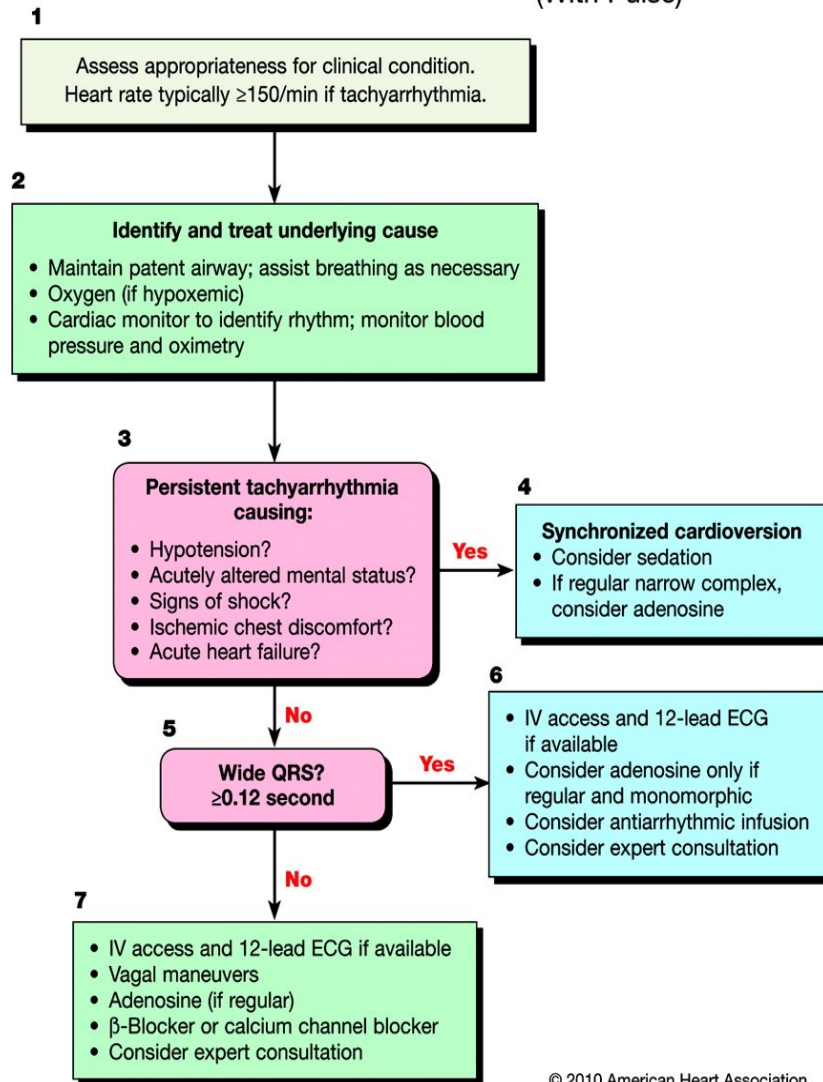 (With Pulse)
1
Assess appropriateness for clinical condition.
Heart rate typically ≥150/min if tachyarrhythmia.
2
Identify and treat underlying cause
• Maintain patent airway; assist breathing as necessary
• Oxygen (if hypoxemic)
• Cardiac monitor to identify rhythm; monitor blood
pressure and oximetry
3
Persistent tachyarrhythmia
causing:
• Hypotension?
• Acutely altered mental status?
• Signs of shock?
• Ischemic chest discomfort?
• Acute heart failure?
Yes
4
Synchronized cardioversion
• Consider sedation
• If regular narrow complex,
consider adenosine
No
5
Wide QRS?
≥0.12 second
Yes
6
• IV access and 12-lead ECG
if available
• Consider adenosine only if
regular and monomorphic
• Consider antiarrhythmic infusion
• Consider expert consultation
No
7
• IV access and 12-lead ECG if available
• Vagal maneuvers
• Adenosine (if regular)
• β-Blocker or calcium channel blocker
• Consider expert consultation
© 2010 American Heart Association